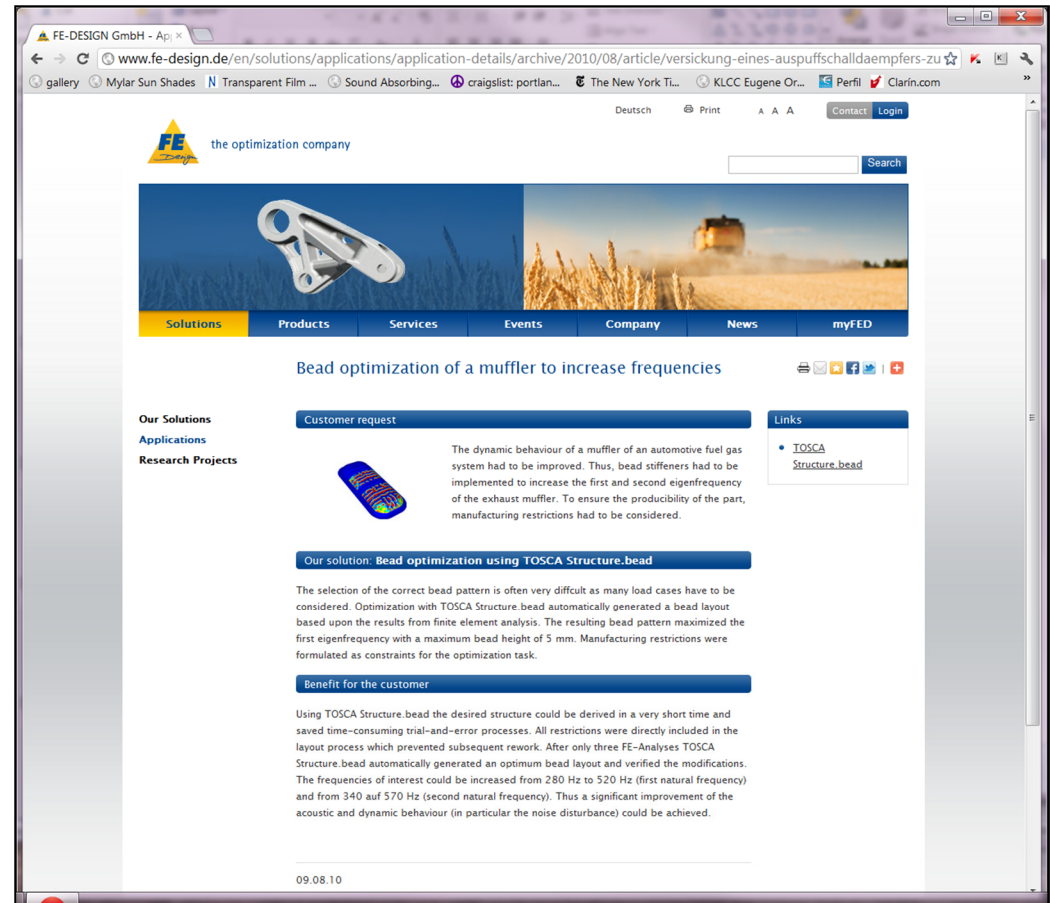 FE-DESIGN GmbH - Ap
www.fe-design.de/en/solutions/applications/application-details/archive/2010/08/article/versickung-eines-auspuffschalldaempfers-zu
gallery Mylar Sun Shades N Transparent Film ... Sound Absorbing... craigslist: portlan... The New York Ti... KLCC Eugene Or... Perfil Clarín.com »
Deutsch Print A A A Contact Login
FE
Design
the optimization company
Search
Solutions Products Services Events Company News myFED
Bead optimization of a muffler to increase frequencies
Our Solutions
Applications
Research Projects
Customer request
The dynamic behaviour of a muffler of an automotive fuel gas
system had to be improved. Thus, bead stiffeners had to be
implemented to increase the first and second eigenfrequency
of the exhaust muffler. To ensure the producibility of the part,
manufacturing restrictions had to be considered.
Links
TOSCA
Structure.bead
Our solution: Bead optimization using TOSCA Structure.bead
The selection of the correct bead pattern is often very diffcult as many load cases have to be
considered. Optimization with TOSCA Structure.bead automatically generated a bead layout
based upon the results from finite element analysis. The resulting bead pattern maximized the
first eigenfrequency with a maximum bead height of 5 mm. Manufacturing restrictions were
formulated as constraints for the optimization task.
Benefit for the customer
Using TOSCA Structure.bead the desired structure could be derived in a very short time and
saved time-consuming trial-and-error processes. All restrictions were directly included in the
layout process which prevented subsequent rework. After only three FE-Analyses TOSCA
Structure.bead automatically generated an optimum bead layout and verified the modifications.
The frequencies of interest could be increased from 280 Hz to 520 Hz (first natural frequency)
and from 340 auf 570 Hz (second natural frequency). Thus a significant improvement of the
acoustic and dynamic behaviour (in particular the noise disturbance) could be achieved.
09.08.10